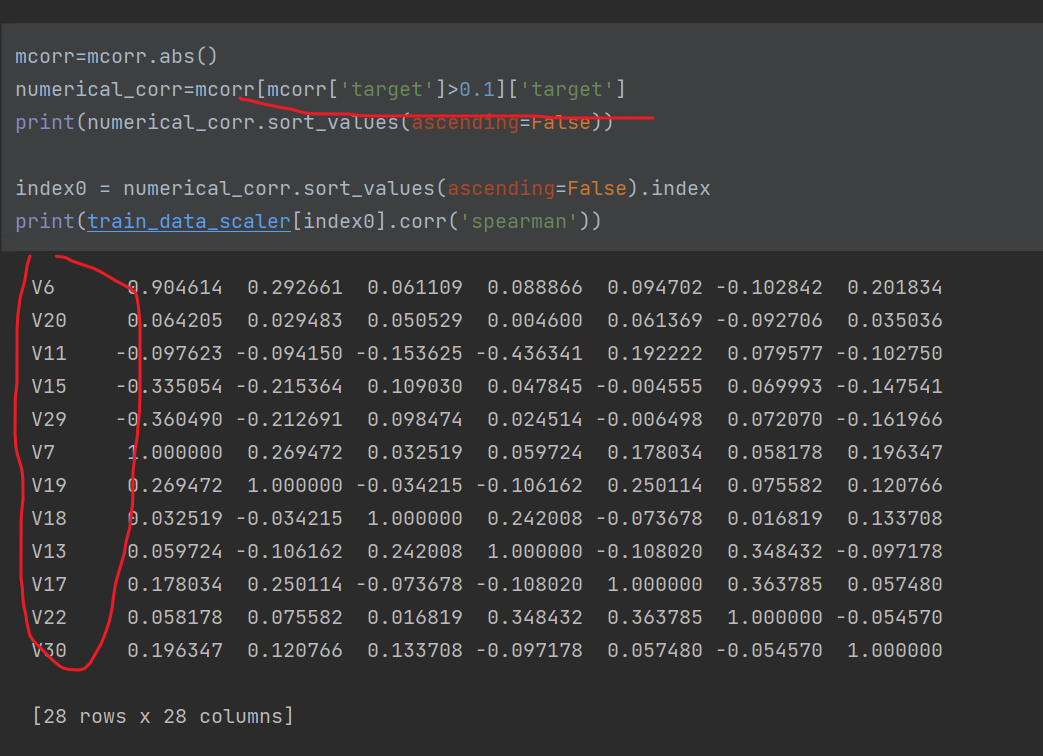 mcorr=mcorr.abs()
numerical_corr=mcorr[mcorr['target']>0.1]['target']
print(numerical_corr.sort_values(ascending=False))
index0 = numerical_corr.sort_values(ascending=False).index
print(train_data_scaler[index0].corr('spearman'))
V6 0.904614 0.292661 0.061109 0.088866 0.094702 -0.102842 0.201834
V20 0.064205 0.029483 0.050529 0.004600 0.061369 -0.092706 0.035036
V11 -0.097623 -0.094150 -0.153625 -0.436341 0.192222 0.079577 -0.102750
V15 -0.335054 -0.215364 0.109030 0.047845 -0.004555 0.069993 -0.147541
V29 -0.360490 -0.212691 0.098474 0.024514 -0.006498 0.072070 -0.161966
V7 1.000000 0.269472 0.032519 0.059724 0.178034 0.058178 0.196347
V19 0.269472 1.000000 -0.034215 -0.106162 0.250114 0.075582 0.120766
V18 0.032519 -0.034215 1.000000 0.242008 -0.073678 0.016819 0.133708
V13 0.059724 -0.106162 0.242008 1.000000 -0.108020 0.348432 -0.097178
V17 0.178034 0.250114 -0.073678 -0.108020 1.000000 0.363785 0.057480
V22 0.058178 0.075582 0.016819 0.348432 0.363785 1.000000 -0.054570
V30 0.196347 0.120766 0.133708 -0.097178 0.057480 -0.054570 1.000000
[28 rows x 28 columns]